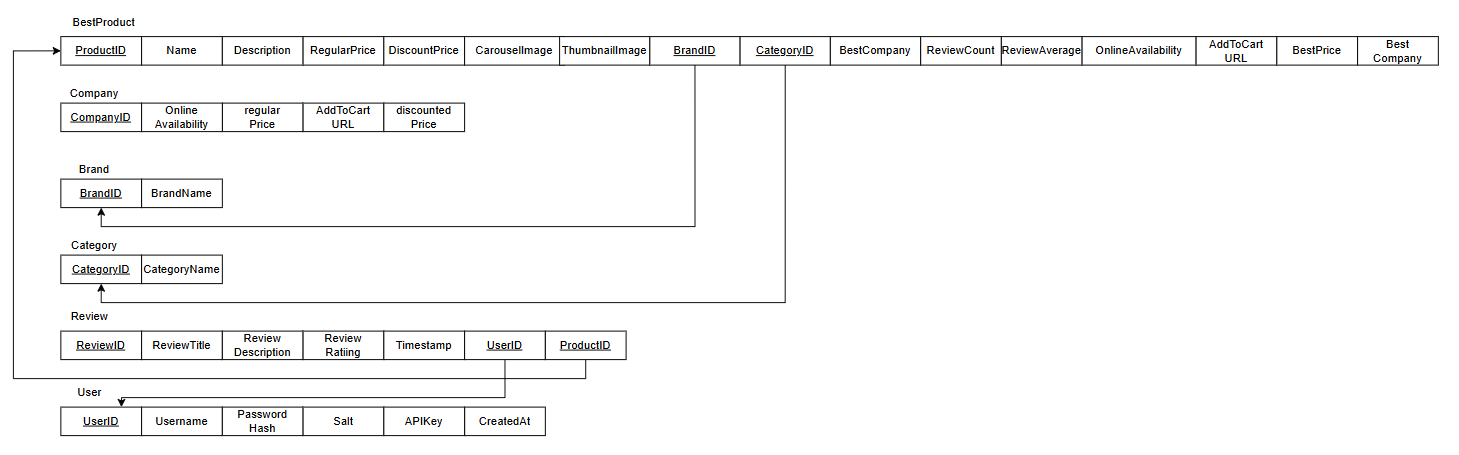 BestProduct
ProductID Name Description RegularPrice DiscountPrice CarouselImage ThumbnailImage BrandID CategoryID BestCompany ReviewCount ReviewAverage OnlineAvailability AddToCart URL BestPrice Best Company
Company
CompanyID Online Availability regular Price AddToCart URL discounted Price
Brand
BrandID BrandName
Category
CategoryID CategoryName
Review
ReviewID ReviewTitle Review Description Review Ratiing Timestamp UserID ProductID
User
UserID Username Password Hash Salt APIKey CreatedAt